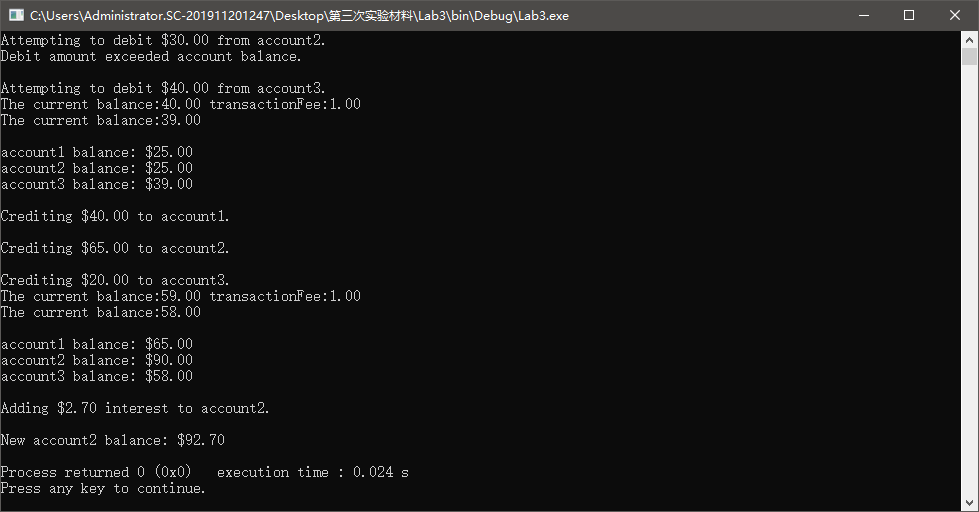 C:\Users\Administrator.SC-201911201247\Desktop\第三次实验材料\Lab3\bin\Debug\Lab3.exe
Attempting to debit $30.00 from account2.
Debit amount exceeded account balance.
Attempting to debit $40.00 from account3.
The current balance:40.00 transactionFee:1.00
The current balance:39.00
account1 balance: $25.00
account2 balance: $25.00
account3 balance: $39.00
Crediting $40.00 to account1.
Crediting $65.00 to account2.
Crediting $20.00 to account3.
The current balance:59.00 transactionFee:1.00
The current balance:58.00
account1 balance: $65.00
account2 balance: $90.00
account3 balance: $58.00
Adding $2.70 interest to account2.
New account2 balance: $92.70
Process returned 0 (0x0)   execution time : 0.024 s
Press any key to continue.